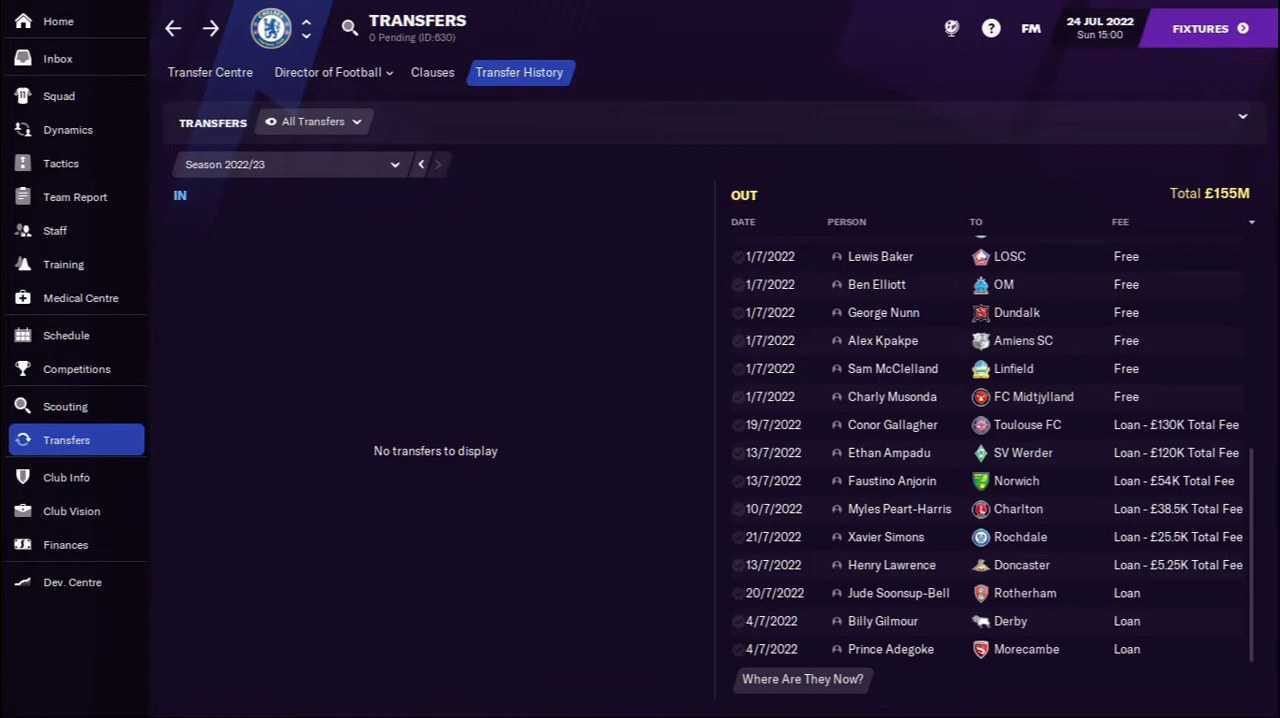 Home
Inbox
Squad
Dynamics
Tactics
Team Report
Staff
Training
Medical Centre
Schedule
Competitions
Scouting
Transfers
Club Info
Club Vision
Finances
Dev. Centre
TRANSFERS
0 Pending (ID:630)
? FM 24 JUL 2022
Sun 15:00
FIXTURES
Transfer Centre Director of Football Clauses Transfer History
TRANSFERS All Transfers
Season 2022/23
IN
No transfers to display
OUT Total £155M
DATE PERSON TO FEE
1/7/2022 Lewis Baker LOSC Free
1/7/2022 Ben Elliott OM Free
1/7/2022 George Nunn Dundalk Free
1/7/2022 Alex Kpakpe Amiens SC Free
1/7/2022 Sam McClelland Linfield Free
1/7/2022 Charly Musonda FC Midtjylland Free
19/7/2022 Conor Gallagher Toulouse FC Loan - £130K Total Fee
13/7/2022 Ethan Ampadu SV Werder Loan - £120K Total Fee
13/7/2022 Faustino Anjorin Norwich Loan - £54K Total Fee
10/7/2022 Myles Peart-Harris Charlton Loan - £38.5K Total Fee
21/7/2022 Xavier Simons Rochdale Loan - £25.5K Total Fee
13/7/2022 Henry Lawrence Doncaster Loan - £5.25K Total Fee
20/7/2022 Jude Soonsup-Bell Rotherham Loan
4/7/2022 Billy Gilmour Derby Loan
4/7/2022 Prince Adegoke Morecambe Loan
Where Are They Now?